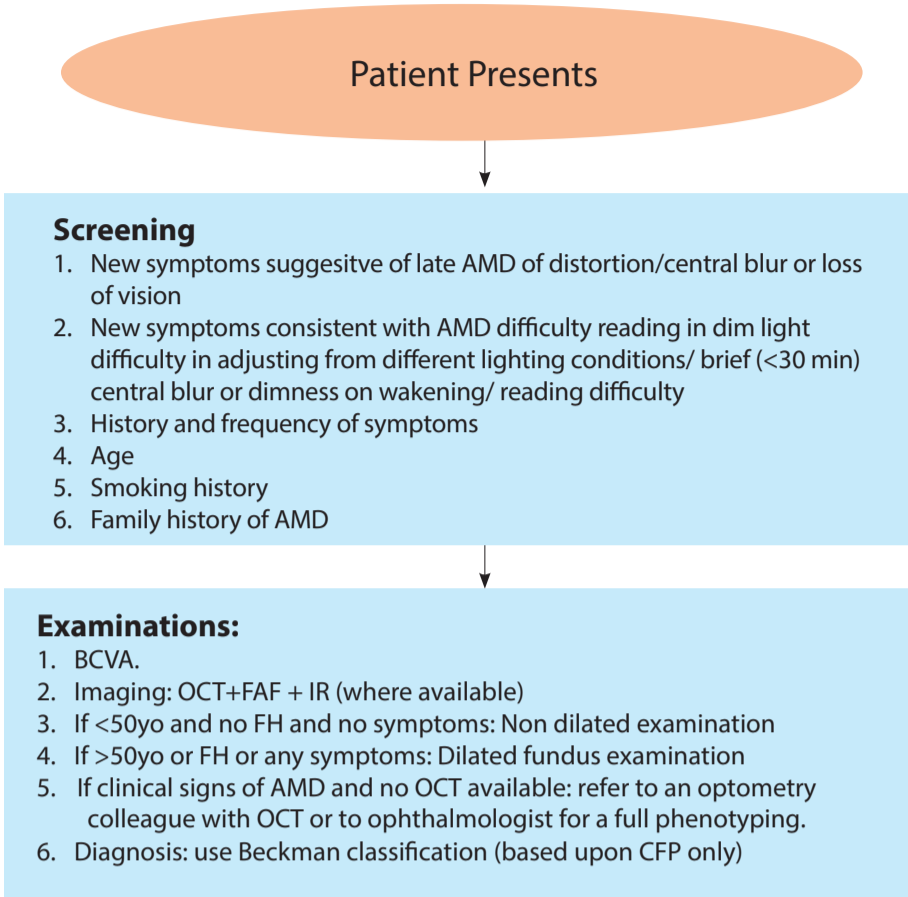 Patient Presents
Screening
1. New symptoms suggesitve of late AMD of distortion/central blur or loss
of vision
2. New symptoms consistent with AMD difficulty reading in dim light
difficulty in adjusting from different lighting conditions/ brief (<30 min)
central blur or dimness on wakening/ reading difficulty
3. History and frequency of symptoms
4. Age
5. Smoking history
6. Family history of AMD
Examinations:
1. BCVA.
2. Imaging: OCT+FAF + IR (where available)
3. If <50yo and no FH and no symptoms: Non dilated examination
4. If >50yo or FH or any symptoms: Dilated fundus examination
5. If clinical signs of AMD and no OCT available: refer to an optometry
colleague with OCT or to ophthalmologist for a full phenotyping.
6. Diagnosis: use Beckman classification (based upon CFP only)